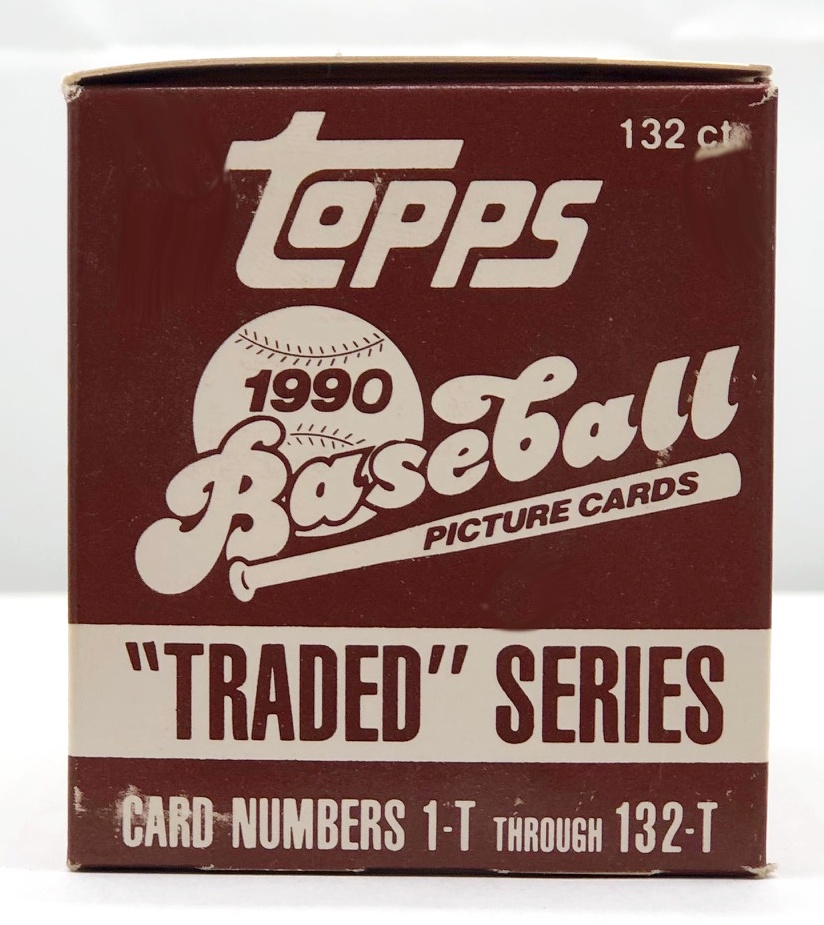 132 ct.
Topps
1990
Baseball
PICTURE CARDS
"TRADED" SERIES
CARD NUMBERS 1-T THROUGH 132-T